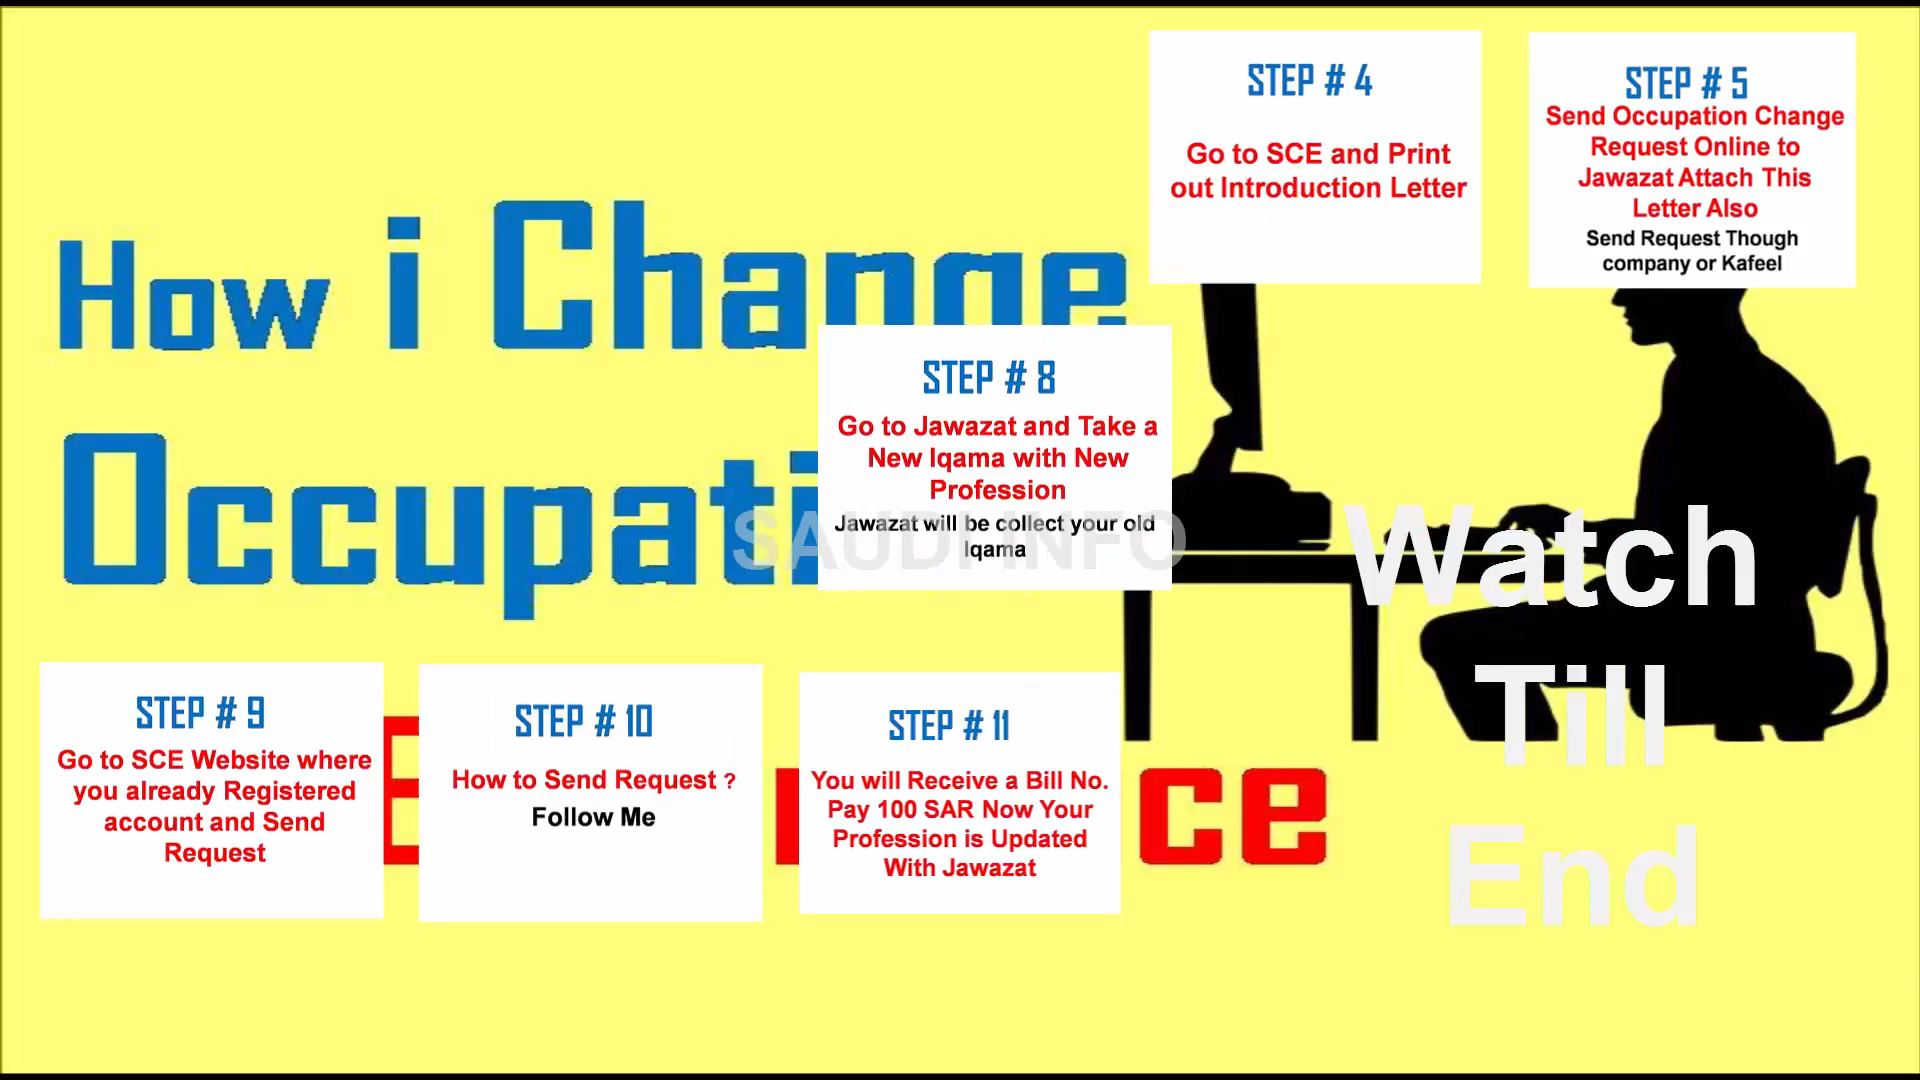 How i Change
STEP # 4
Go to SCE and Print
out Introduction Letter
STEP # 5
Send Occupation Change
Request Online to
Jawazat Attach This
Letter Also
Send Request Though
company or Kafeel
STEP # 8
Go to Jawazat and Take a
New Iqama with New
Profession
Jawazat will be collect your old
Iqama
SAUDI INFO
Watch
Till
End
STEP # 9
Go to SCE Website where
you already Registered
account and Send
Request
STEP # 10
How to Send Request ?
Follow Me
STEP # 11
You will Receive a Bill No.
Pay 100 SAR Now Your
Profession is Updated
With Jawazat